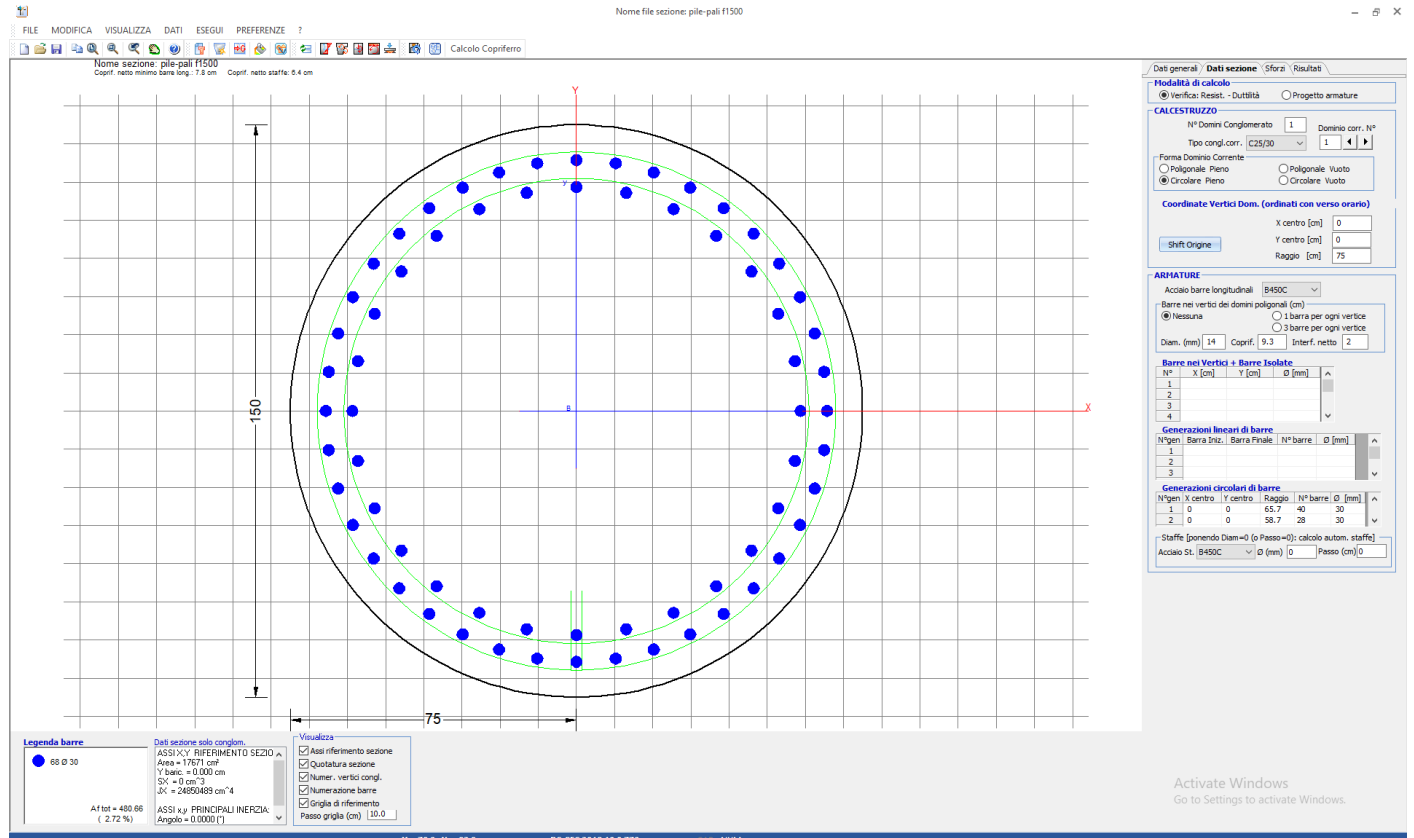 Nome file sezione: pile-pali f1500
FILE MODIFICA VISUALIZZA DATI ESEGUI PREFERENZE ?
Calcolo Copriferro
Nome sezione: pile-pali f1500
Coprif. netto minimo barre long.: 7.8 cm Coprif. netto staffe: 6.4 cm
Y
y
150
B
X
75
Dati generali Dati sezione Sforzi Risultati
Modalità di calcolo
Verifica: Resist. - Duttilità Progetto armature
CALCESTRUZZO
N° Domini Conglomerato 1 Dominio corr. N°
Tipo congl.corr. C25/30 1
Forma Dominio Corrente
Poligonale Pieno Poligonale Vuoto
Circolare Pieno Circolare Vuoto
Coordinate Vertici Dom. (ordinati con verso orario)
X centro [cm] 0
Shift Origine Y centro [cm] 0
Raggio [cm] 75
ARMATURE
Acciaio barre longitudinali B450C
Barre nei vertici dei domini poligonali (cm)
Nessuna 1 barra per ogni vertice
3 barre per ogni vertice
Diam. (mm) 14 Coprif. 9.3 Interf. netto 2
Barre nei Vertici + Barre Isolate
N° X [cm] Y [cm] Ø [mm]
1
2
3
4
Generazioni lineari di barre
N°gen Barra Iniz. Barra Finale N° barre Ø [mm]
1
2
3
Generazioni circolari di barre
N°gen X centro Y centro Raggio N° barre Ø [mm]
1 0 0 65.7 40 30
2 0 0 58.7 28 30
Staffe [ponendo Diam=0 (o Passo=0): calcolo autom. staffe]
Acciaio St. B450C Ø (mm) 0 Passo (cm) 0
Legenda barre
68 Ø 30
Af tot = 480.66
( 2.72 %)
Dati sezione solo conglom.
ASSI X,Y RIFERIMENTO SEZIO
Area = 17671 cm²
Y baric. = 0.000 cm
SX = 0 cm^3
JX = 24850489 cm^4
ASSI x,y PRINCIPALI INERZIA:
Angolo = 0.0000 (°)
Visualizza
Assi riferimento sezione
Quotatura sezione
Numer. vertici congl.
Numerazione barre
Griglia di riferimento
Passo griglia (cm) 10.0
Activate Windows
Go to Settings to activate Windows.